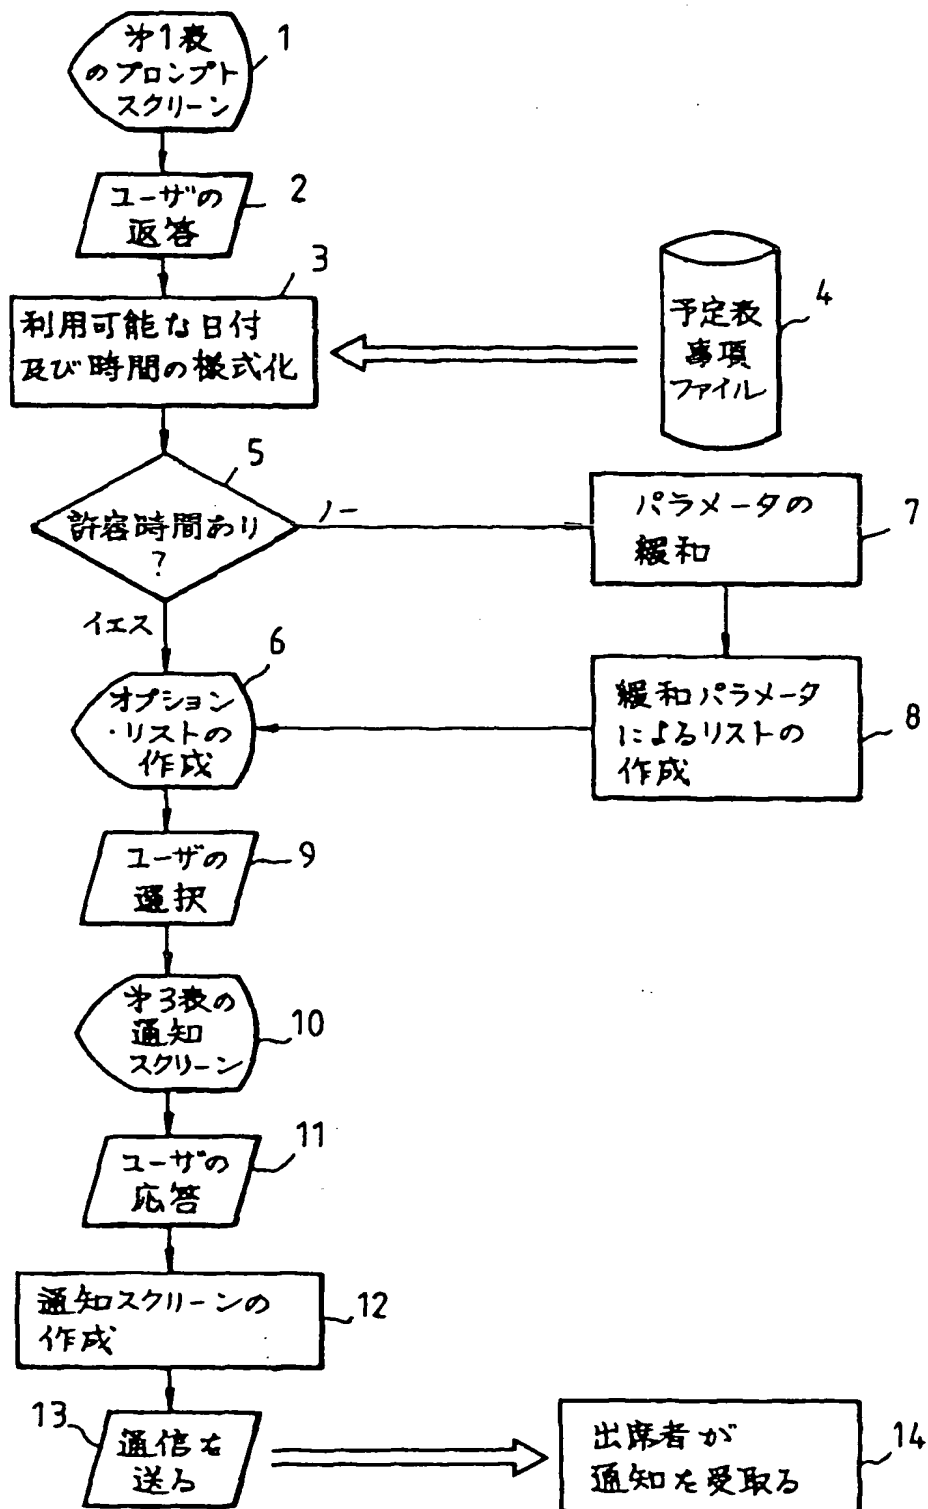 第1表
のプロンプト
スクリーン
1
ユーザの
返答
2
利用可能な日付
及び時間の様式化
3
予定表
事項
ファイル
4
許容時間あり
?
5
ノー
イエス
パラメータの
緩和
7
オプション
・リストの
作成
6
緩和パラメータ
によるリストの
作成
8
ユーザの
選択
9
第3表の
通知
スクリーン
10
ユーザの
応答
11
通知スクリーンの
作成
12
13
通信を
送る
出席者が
通知を受取る
14